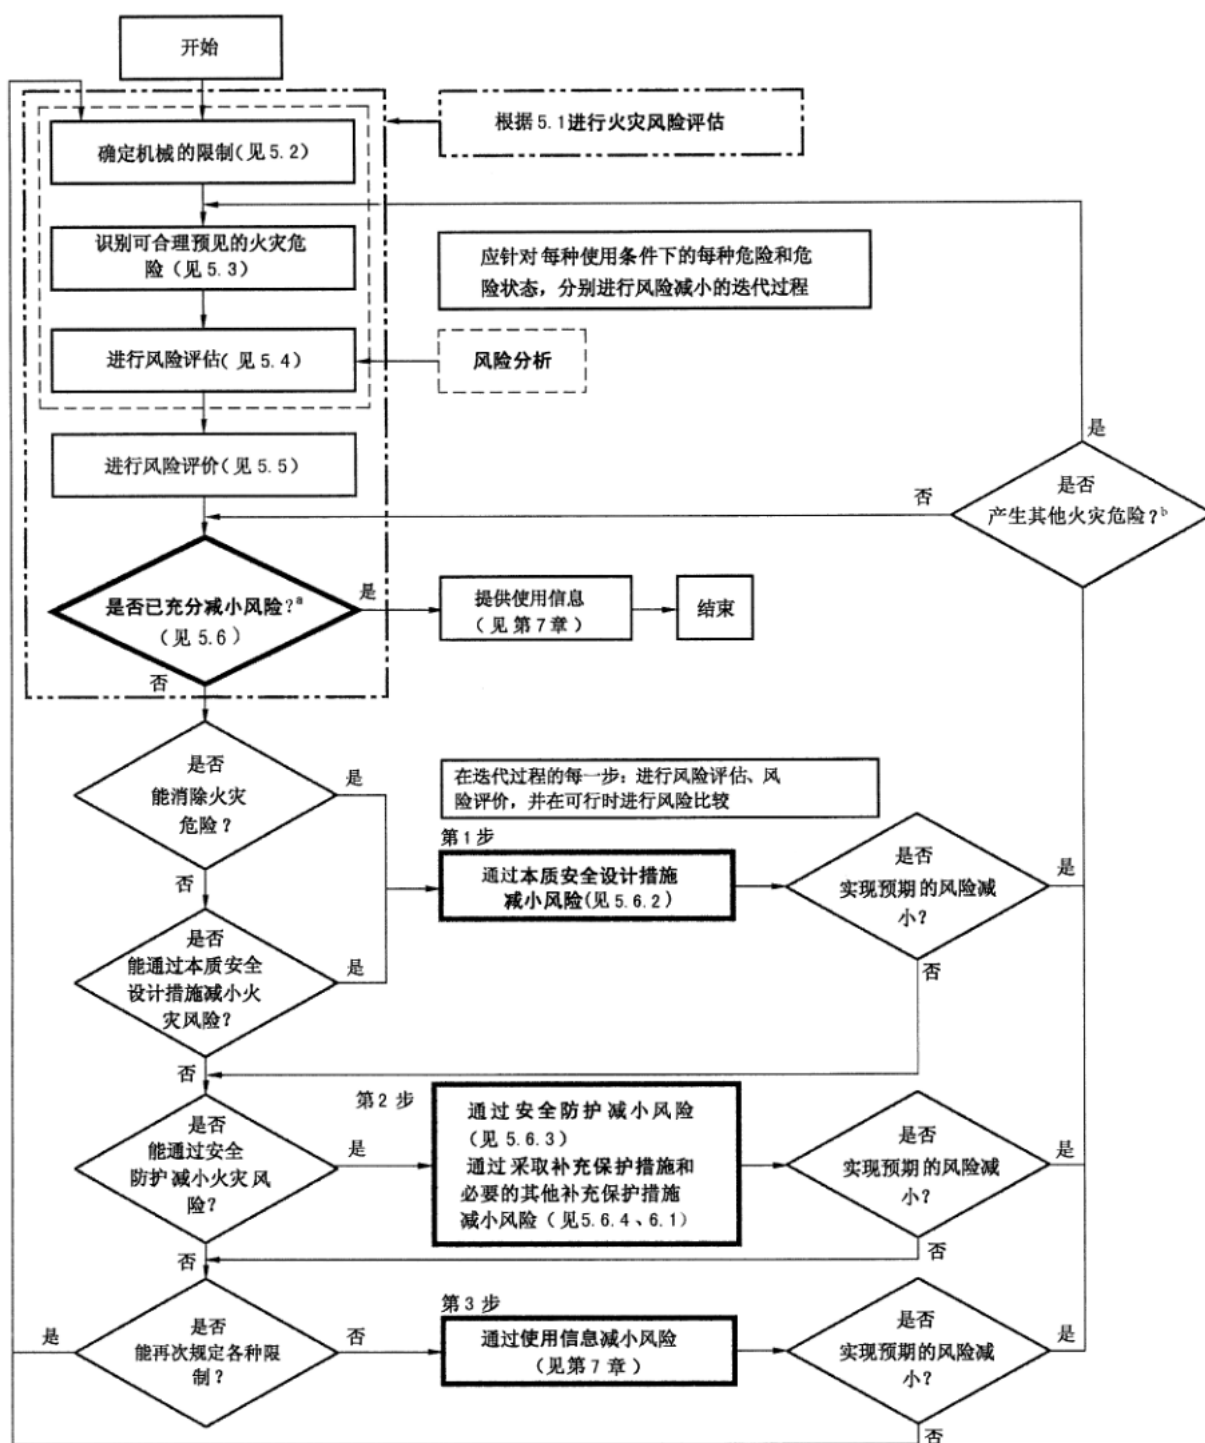 开始
根据 5.1进行火灾风险评估
确定机械的限制(见 5.2)
识别可合理预见的火灾危
险（见 5.3）
应针对每种使用条件下的每种危险和危
险状态，分别进行风险减小的迭代过程
进行风险评估( 见 5.4)
风险分析
进行风险评价(见 5.5)
是
否
是否
产生其他火灾危险?b
是否已充分减小风险?a
（见 5.6）
是
提供使用信息
（见 第7 章）
结束
否
是否
能消除火灾
危险？
是
在迭代过程的每一步：进行风险评估、风
险评价，并在可行时进行风险比较
第 1 步
通过本质安全设计措施
减小风险(见 5.6.2)
是否
实现预期的风险减
小？
是
否
否
是否
能通过本质安全
设计措施减小火
灾风险？
是
否
第 2 步
是否
能通过安全
防护减小火灾风
险？
是
通过安全防护减小风险
（见 5.6.3）
通过采取补充保护措施和
必要的其他补充保护措施
减小风险（见5.6.4、6.1）
是否
实现预期的风险减
小？
是
否
否
第 3 步
是
是否
能再次规定各种限
制？
否
通过使用信息减小风险
（见第 7 章）
是否
实现预期的风险减
小？
是
否